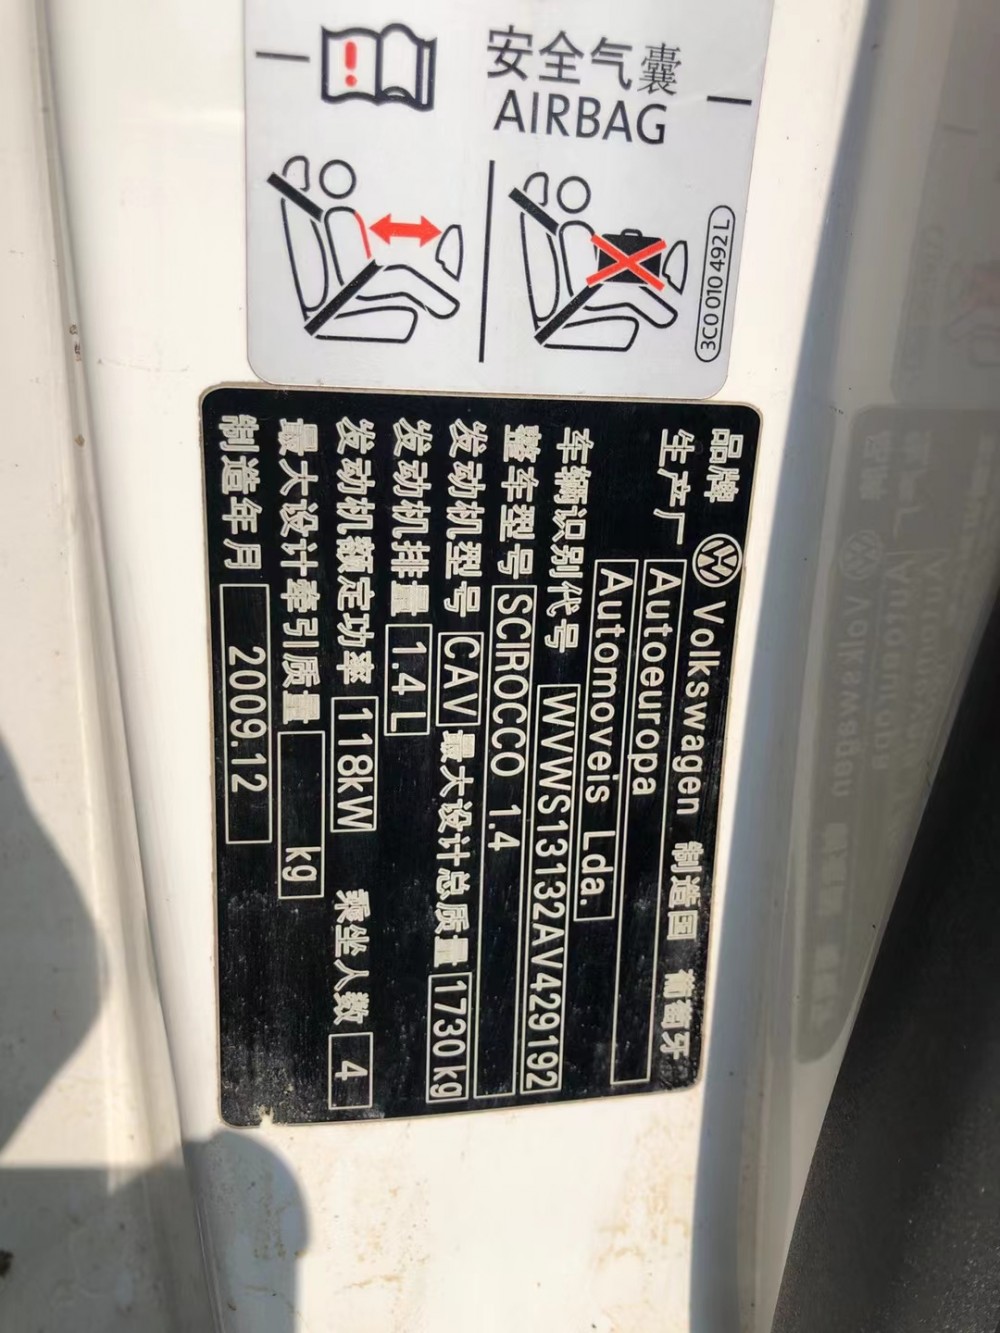 安全气囊
AIRBAG
3C0 010 492 L
品牌 Volkswagen 制造国 葡萄牙
生产厂 Autoeuropa
Automoveis Lda.
车辆识别代号 WVWS13132AV429192
整车型号 SCIROCCO 1.4
发动机型号 CAV 最大设计总质量 1730kg
发动机排量 1.4L
发动机额定功率 118kW 乘坐人数 4
最大设计牵引质量 kg
制造年月 2009.12